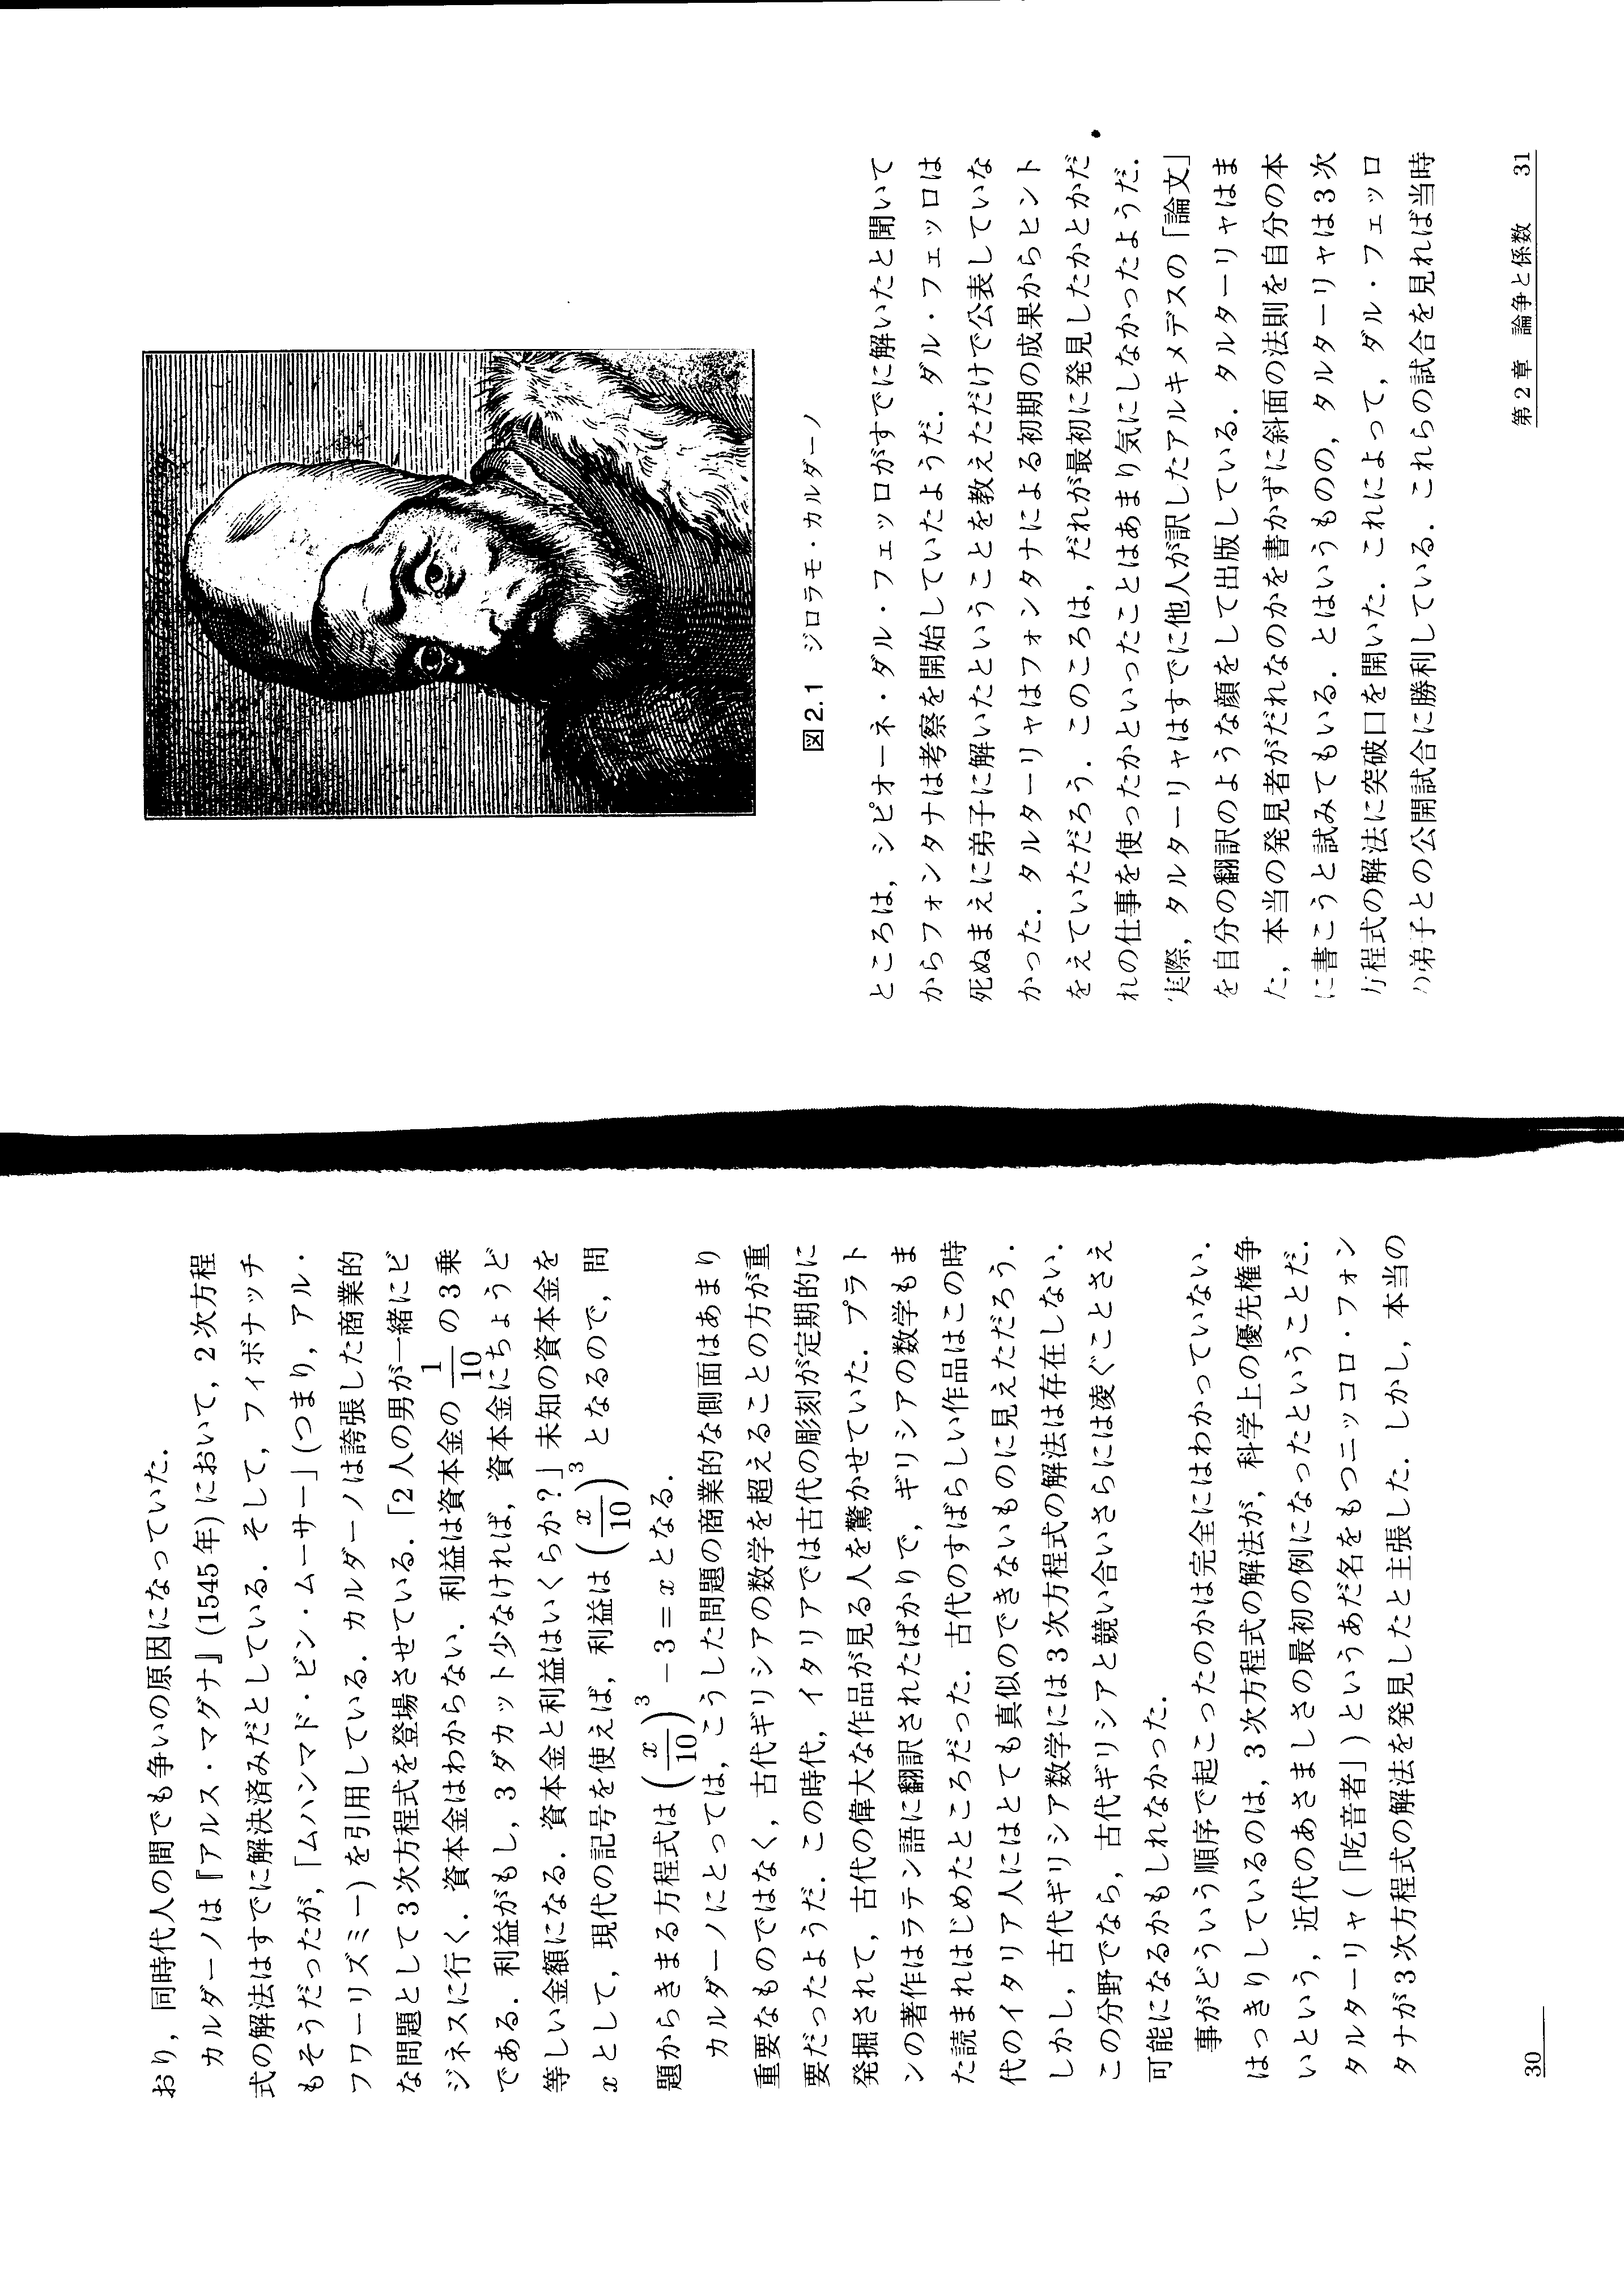 おり，同時代人の間でも争いの原因になっていた．
カルダーノは『アルス・マグナ』(1545年)において，2次方程
式の解法はすでに解決済みだとしている．そして，フィボナッチ
もそうだったが，「ムハンマド・ビン・ムーサー」(つまり，アル・
フワーリズミー)を引用している．カルダーノは誇張した商業的
な問題として3次方程式を登場させている．「2人の男が一緒にビ
ジネスに行く．資本金はわからない．利益は資本金の 1/10 の3乗
である．利益がもし，3ダカット少なければ，資本金にちょうど
等しい金額になる．資本金と利益はいくらか?」未知の資本金を
x として，現代の記号を使えば，利益は (x/10)^3 となるので，問
題からきまる方程式は (x/10)^3 − 3 = x となる．
カルダーノにとっては，こうした問題の商業的な側面はあまり
重要なものではなく，古代ギリシアの数学を超えることの方が重
要だったようだ．この時代，イタリアでは古代の彫刻が定期的に
発掘されて，古代の偉大な作品が見る人を驚かせていた．プラト
ンの著作はラテン語に翻訳されたばかりで，ギリシアの数学もま
た読まれはじめたところだった．古代のすばらしい作品はこの時
代のイタリア人にはとても真似のできないものに見えただろう．
しかし，古代ギリシア数学には3次方程式の解法は存在しない．
この分野でなら，古代ギリシアと競い合いさらには凌ぐことさえ
可能になるかもしれなかった．
事がどういう順序で起こったのかは完全にはわかっていない．
はっきりしているのは，3次方程式の解法が，科学上の優先権争
いという，近代のあさましさの最初の例になったということだ．
タルターリャ(「吃音者」)というあだ名をもつニッコロ・フォン
タナが3次方程式の解法を発見したと主張した．しかし，本当の
30
図2.1 ジロラモ・カルダーノ
ところは，シピオーネ・ダル・フェッロがすでに解いたと聞いて
からフォンタナは考察を開始していたようだ．ダル・フェッロは
死ぬまえに弟子に解いたということを教えただけで公表していな
かった．タルターリャはフォンタナによる初期の成果からヒント
をえていただろう．このころは，だれが最初に発見したかとかだ
れの仕事を使ったかといったことはあまり気にしなかったようだ．
実際，タルターリャはすでに他人が訳したアルキメデスの「論文」
を自分の翻訳のような顔をして出版している．タルターリャはま
た，本当の発見者がだれなのかを書かずに斜面の法則を自分の本
に書こうと試みてもいる．とはいうものの，タルターリャは3次
方程式の解法に突破口を開いた．これによって，ダル・フェッロ
の弟子との公開試合に勝利している．これらの試合を見れば当時
第2章 論争と係数 31